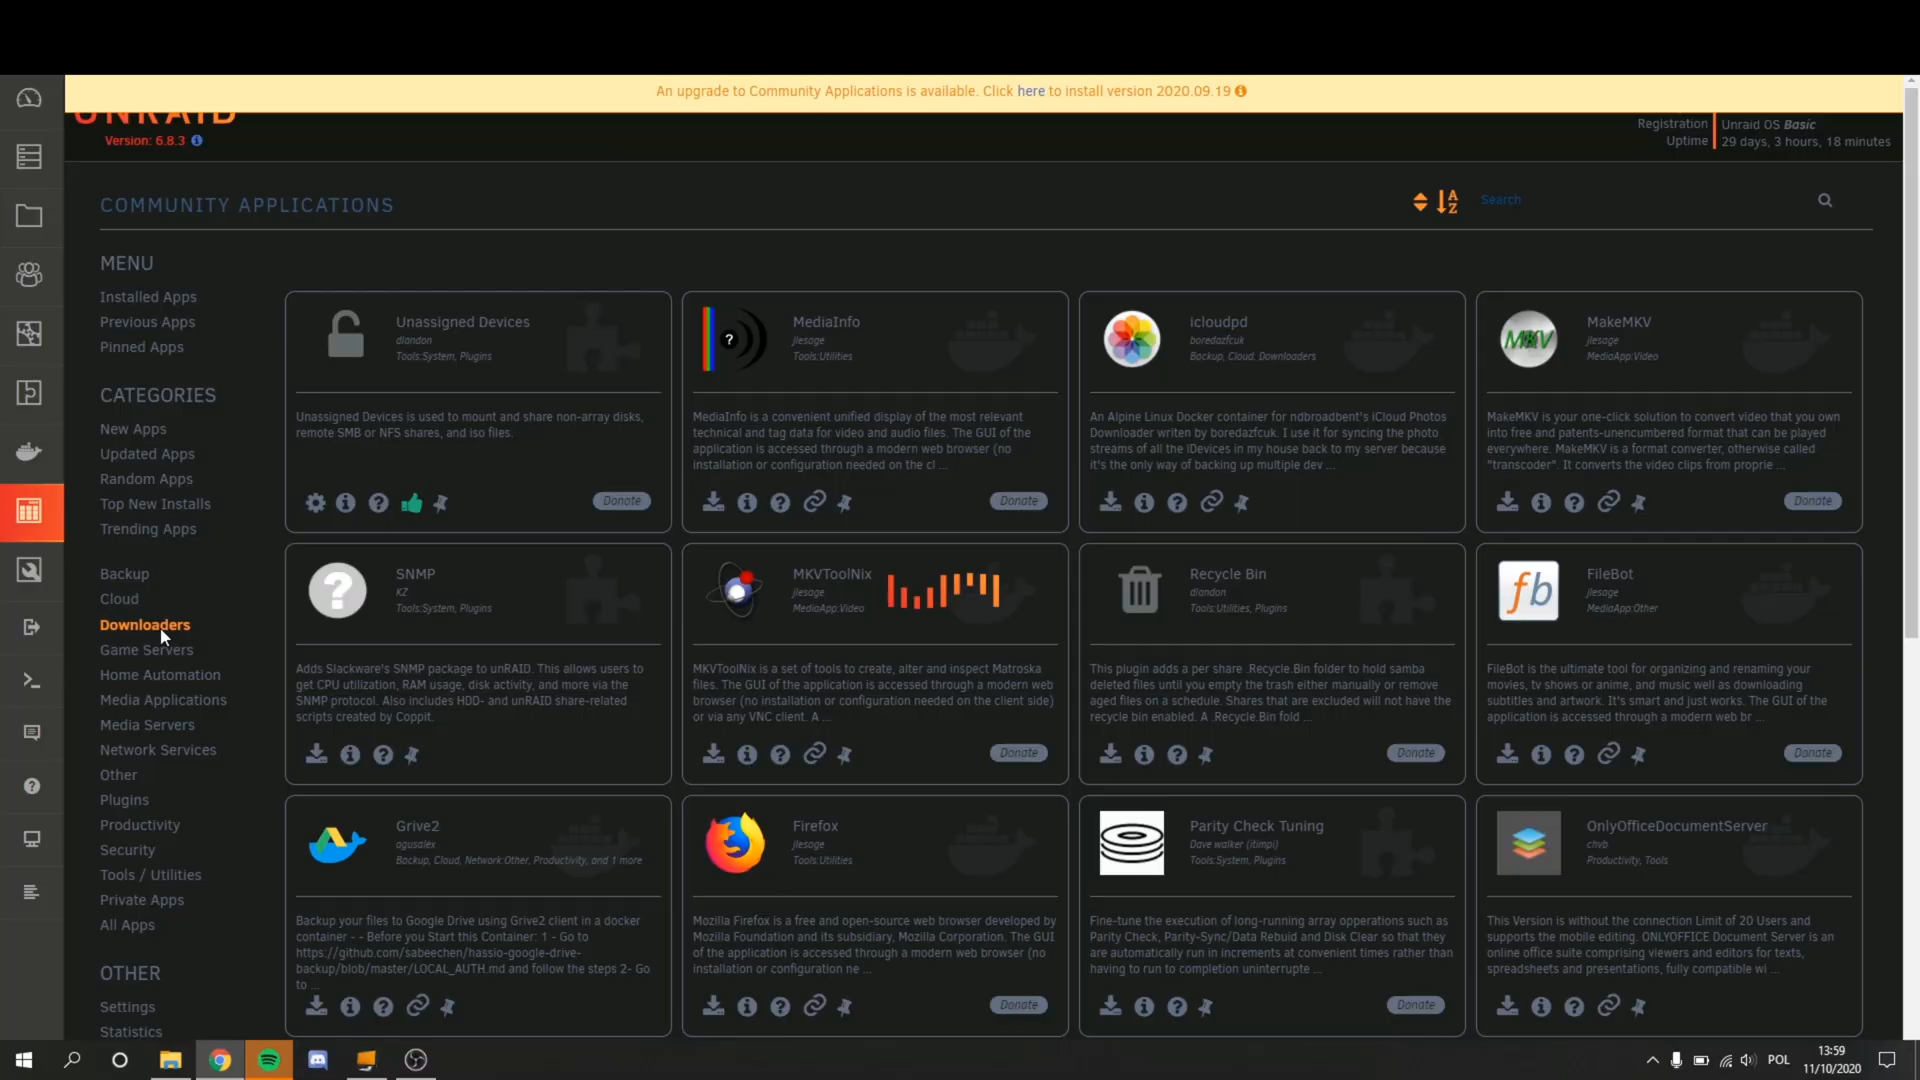 An upgrade to Community Applications is available. Click here to install version 2020.09.19
UNRAID
Version: 6.8.3
Registration
Uptime
Unraid OS Basic
29 days, 3 hours, 18 minutes
COMMUNITY APPLICATIONS
Search
MENU
Installed Apps
Previous Apps
Pinned Apps
CATEGORIES
New Apps
Updated Apps
Random Apps
Top New Installs
Trending Apps
Backup
Cloud
Downloaders
Game Servers
Home Automation
Media Applications
Media Servers
Network Services
Other
Plugins
Productivity
Security
Tools / Utilities
Private Apps
All Apps
OTHER
Settings
Statistics
Unassigned Devices
dlandon
Tools:System, Plugins
Unassigned Devices is used to mount and share non-array disks,
remote SMB or NFS shares, and iso files.
Donate
MediaInfo
jlesage
Tools:Utilities
MediaInfo is a convenient unified display of the most relevant
technical and tag data for video and audio files. The GUI of the
application is accessed through a modern web browser (no
installation or configuration needed on the cl ...
Donate
icloudpd
boredazfcuk
Backup, Cloud, Downloaders
An Alpine Linux Docker container for ndbroadbent's iCloud Photos
Downloader writen by boredazfcuk. I use it for syncing the photo
streams of all the iDevices in my house back to my server because
it's the only way of backing up multiple dev ...
MKV
MakeMKV
jlesage
MediaApp:Video
MakeMKV is your one-click solution to convert video that you own
into free and patents-unencumbered format that can be played
everywhere. MakeMKV is a format converter, otherwise called
"transcoder". It converts the video clips from proprie ...
Donate
SNMP
KZ
Tools:System, Plugins
Adds Slackware's SNMP package to unRAID. This allows users to
get CPU utilization, RAM usage, disk activity, and more via the
SNMP protocol. Also includes HDD- and unRAID share-related
scripts created by Coppit.
MKVToolNix
jlesage
MediaApp:Video
MKVToolNix is a set of tools to create, alter and inspect Matroska
files. The GUI of the application is accessed through a modern web
browser (no installation or configuration needed on the client side)
or via any VNC client. A ...
Donate
Recycle Bin
dlandon
Tools:Utilities, Plugins
This plugin adds a per share .Recycle.Bin folder to hold samba
deleted files until you empty the trash either manually or remove
aged files on a schedule. Shares that are excluded will not have the
recycle bin enabled. A .Recycle.Bin fold ...
Donate
fb
FileBot
jlesage
MediaApp:Other
FileBot is the ultimate tool for organizing and renaming your
movies, tv shows or anime, and music well as downloading
subtitles and artwork. It's smart and just works. The GUI of the
application is accessed through a modern web br ...
Donate
Grive2
agusalex
Backup, Cloud, Network:Other, Productivity, and 1 more
Backup your files to Google Drive using Grive2 client in a docker
container - - Before you Start this Container: 1 - Go to
https://github.com/sabeechen/hassio-google-drive-
backup/blob/master/LOCAL_AUTH.md and follow the steps 2- Go
to ...
Firefox
jlesage
Tools:Utilities
Mozilla Firefox is a free and open-source web browser developed by
Mozilla Foundation and its subsidiary, Mozilla Corporation. The GUI
of the application is accessed through a modern web browser (no
installation or configuration ne ...
Donate
Parity Check Tuning
Dave walker (itimpi)
Tools:System, Plugins
Fine-tune the execution of long-running array opperations such as
Parity Check, Parity-Sync/Data Rebuid and Disk Clear so that they
are automatically run in increments at convenient times rather than
having to run to completion uninterrupte ...
Donate
OnlyOfficeDocumentServer
chvb
Productivity, Tools
This Version is without the connection Limit of 20 Users and
supports the mobile editing. ONLYOFFICE Document Server is an
online office suite comprising viewers and editors for texts,
spreadsheets and presentations, fully compatible wi ...
POL
13:59
11/10/2020